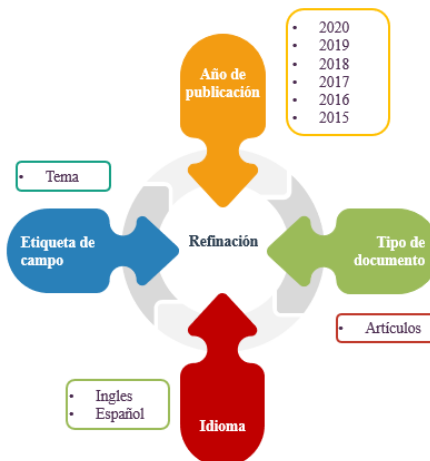 Año de
publicación
• 2020
• 2019
• 2018
• 2017
• 2016
• 2015
• Tema
Etiqueta de
campo
Refinación
Tipo de
documento
• Artículos
• Ingles
• Español
Idioma